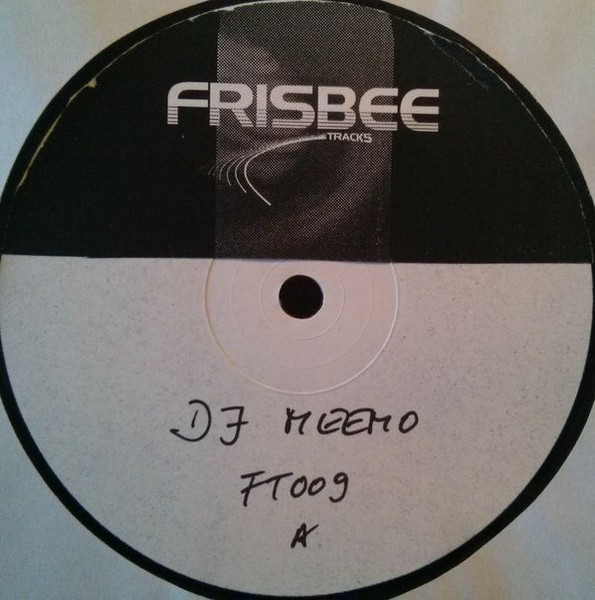 FRISBEE
TRACKS
DJ MEEMO
FT009
A